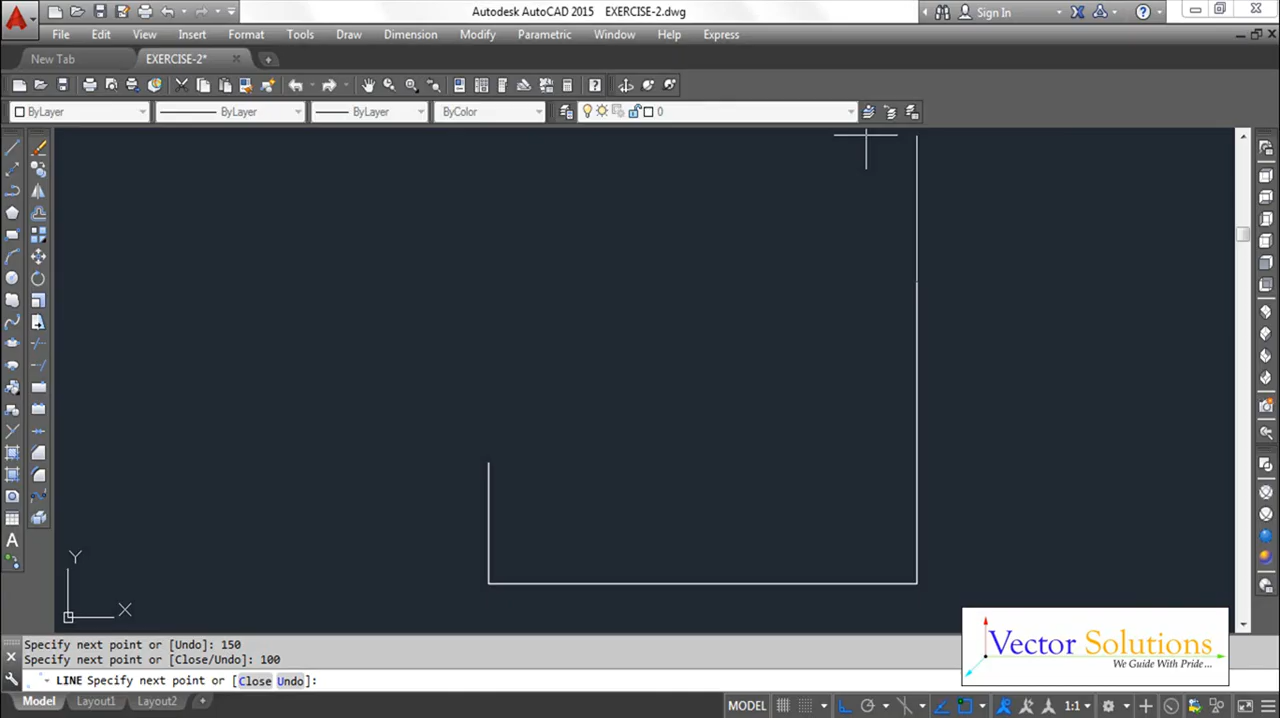 Autodesk AutoCAD 2015 EXERCISE-2.dwg
Sign In
File Edit View Insert Format Tools Draw Dimension Modify Parametric Window Help Express
New Tab EXERCISE-2*
ByLayer ByLayer ByLayer ByColor 0
Y
X
A
Specify next point or [Undo]: 150
Specify next point or [Close/Undo]: 100
LINE Specify next point or [Close Undo]:
Vector Solutions
We Guide With Pride...
Model Layout1 Layout2 +
MODEL 1:1